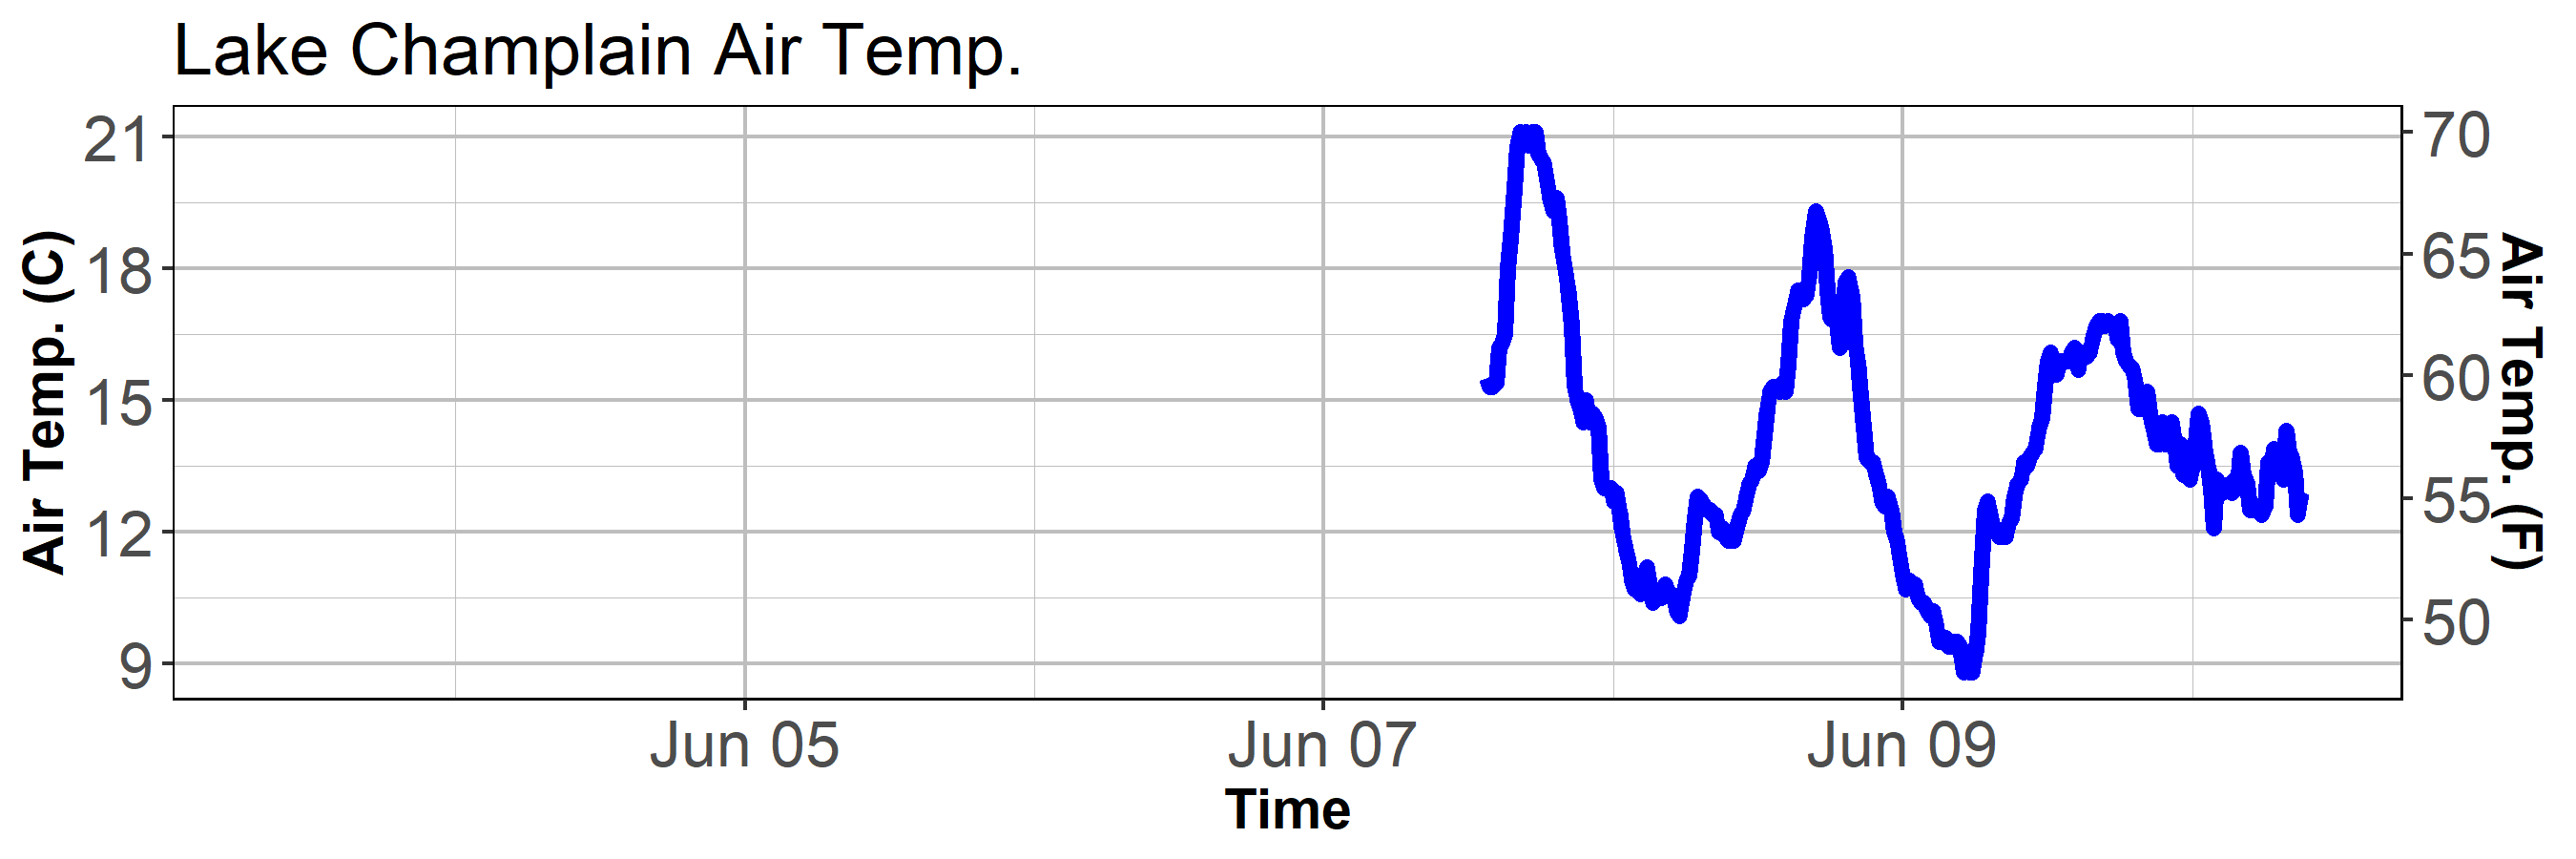 Lake Champlain Air Temp.
21
18
15
12
9
Air Temp. (C)
70
65
60
55
50
Air Temp. (F)
Jun 05 Jun 07 Jun 09
Time